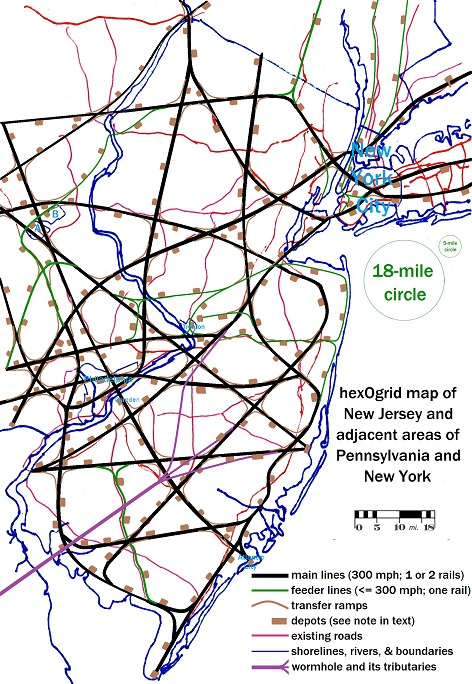 New
York
City
B
A
5-mile
circle
18-mile
circle
hexOgrid map of
New Jersey and
adjacent areas of
Pennsylvania and
New York
0 5 10 mi. 18
main lines (300 mph; 1 or 2 rails)
feeder lines (<= 300 mph; one rail)
transfer ramps
depots (see note in text)
existing roads
shorelines, rivers, & boundaries
wormhole and its tributaries